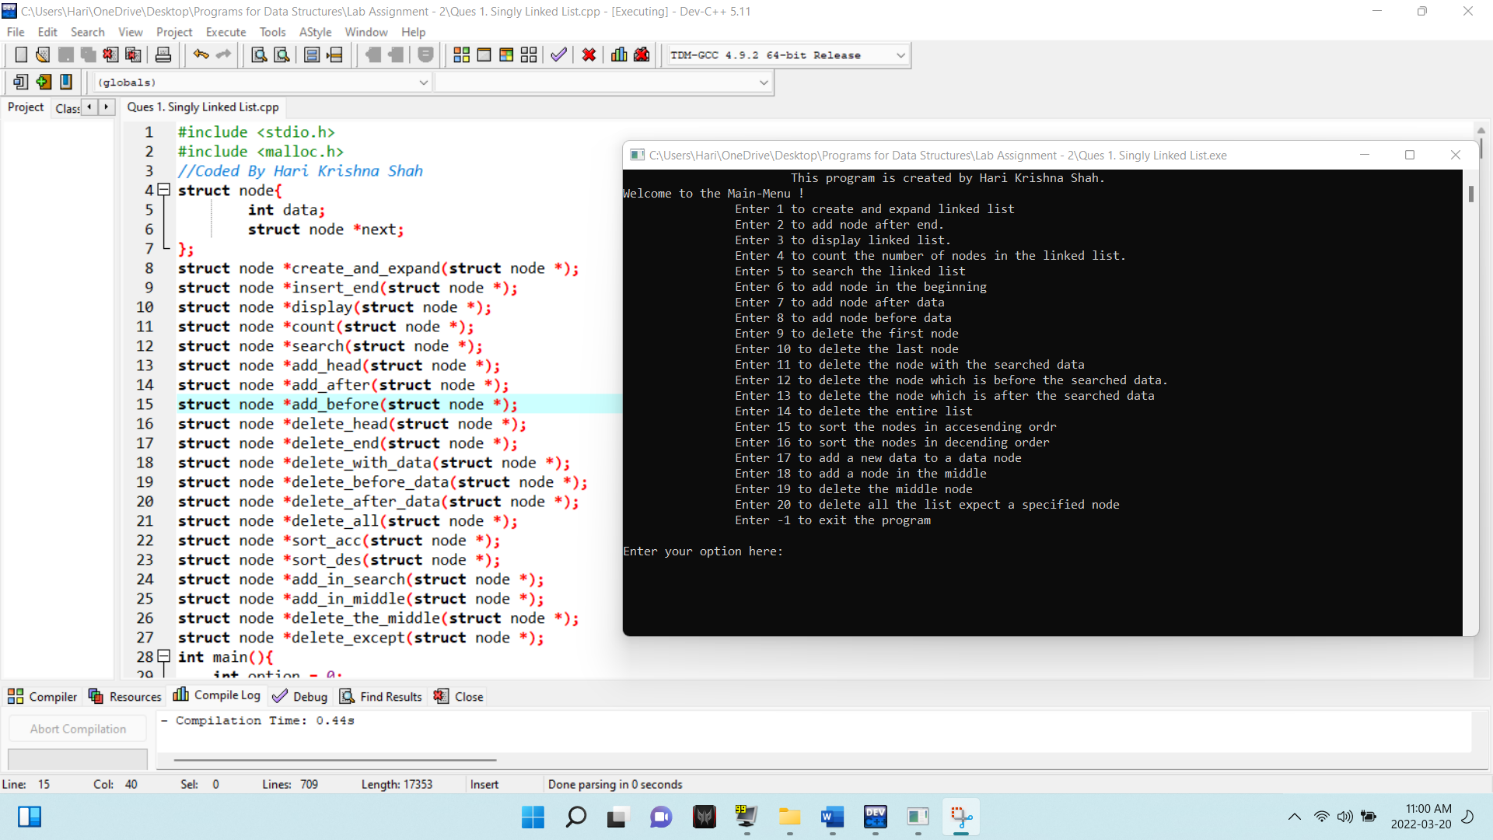 C:\Users\Hari\OneDrive\Desktop\Programs for Data Structures\Lab Assignment - 2\Ques 1. Singly Linked List.cpp - [Executing] - Dev-C++ 5.11
File Edit Search View Project Execute Tools AStyle Window Help
TDM-GCC 4.9.2 64-bit Release
(globals)
Project Class Ques 1. Singly Linked List.cpp
1 #include <stdio.h>
2 #include <malloc.h>
3 //Coded By Hari Krishna Shah
4 struct node{
5 int data;
6 struct node *next;
7 };
8 struct node *create_and_expand(struct node *);
9 struct node *insert_end(struct node *);
10 struct node *display(struct node *);
11 struct node *count(struct node *);
12 struct node *search(struct node *);
13 struct node *add_head(struct node *);
14 struct node *add_after(struct node *);
15 struct node *add_before(struct node *);
16 struct node *delete_head(struct node *);
17 struct node *delete_end(struct node *);
18 struct node *delete_with_data(struct node *);
19 struct node *delete_before_data(struct node *);
20 struct node *delete_after_data(struct node *);
21 struct node *delete_all(struct node *);
22 struct node *sort_acc(struct node *);
23 struct node *sort_des(struct node *);
24 struct node *add_in_search(struct node *);
25 struct node *add_in_middle(struct node *);
26 struct node *delete_the_middle(struct node *);
27 struct node *delete_except(struct node *);
28 int main(){
29 int option = 0;
C:\Users\Hari\OneDrive\Desktop\Programs for Data Structures\Lab Assignment - 2\Ques 1. Singly Linked List.exe
This program is created by Hari Krishna Shah.
Welcome to the Main-Menu !
Enter 1 to create and expand linked list
Enter 2 to add node after end.
Enter 3 to display linked list.
Enter 4 to count the number of nodes in the linked list.
Enter 5 to search the linked list
Enter 6 to add node in the beginning
Enter 7 to add node after data
Enter 8 to add node before data
Enter 9 to delete the first node
Enter 10 to delete the last node
Enter 11 to delete the node with the searched data
Enter 12 to delete the node which is before the searched data.
Enter 13 to delete the node which is after the searched data
Enter 14 to delete the entire list
Enter 15 to sort the nodes in accesending ordr
Enter 16 to sort the nodes in decending order
Enter 17 to add a new data to a data node
Enter 18 to add a node in the middle
Enter 19 to delete the middle node
Enter 20 to delete all the list expect a specified node
Enter -1 to exit the program
Enter your option here:
Compiler Resources Compile Log Debug Find Results Close
Abort Compilation
- Compilation Time: 0.44s
Line: 15 Col: 40 Sel: 0 Lines: 709 Length: 17353 Insert Done parsing in 0 seconds
DEV
11:00 AM
2022-03-20